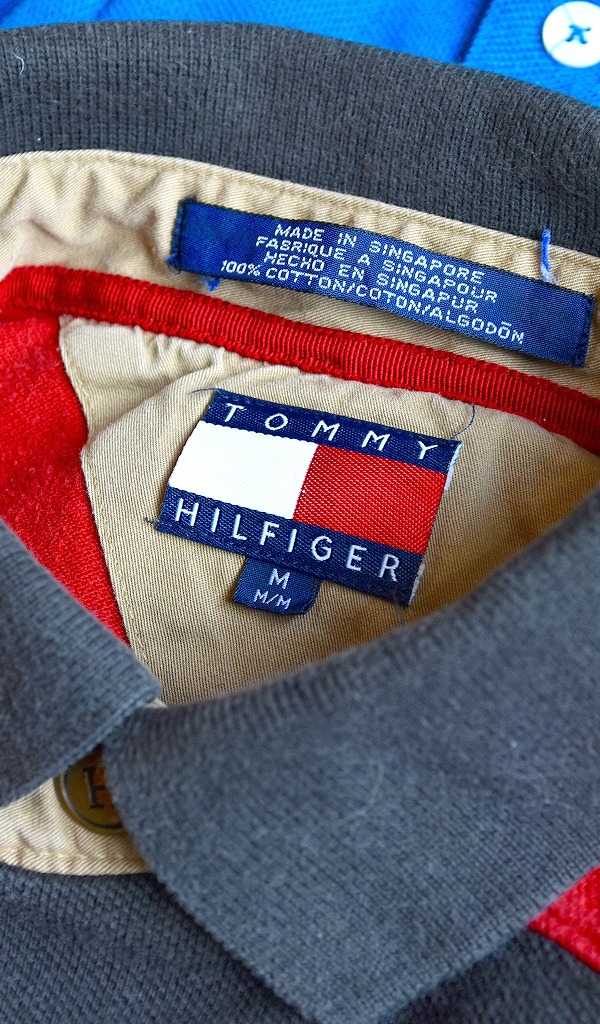 MADE IN SINGAPORE
FABRIQUE A SINGAPOUR
HECHO EN SINGAPUR
100% COTTON/COTON/ALGODÓN
TOMMY
HILFIGER
M
M/M
H